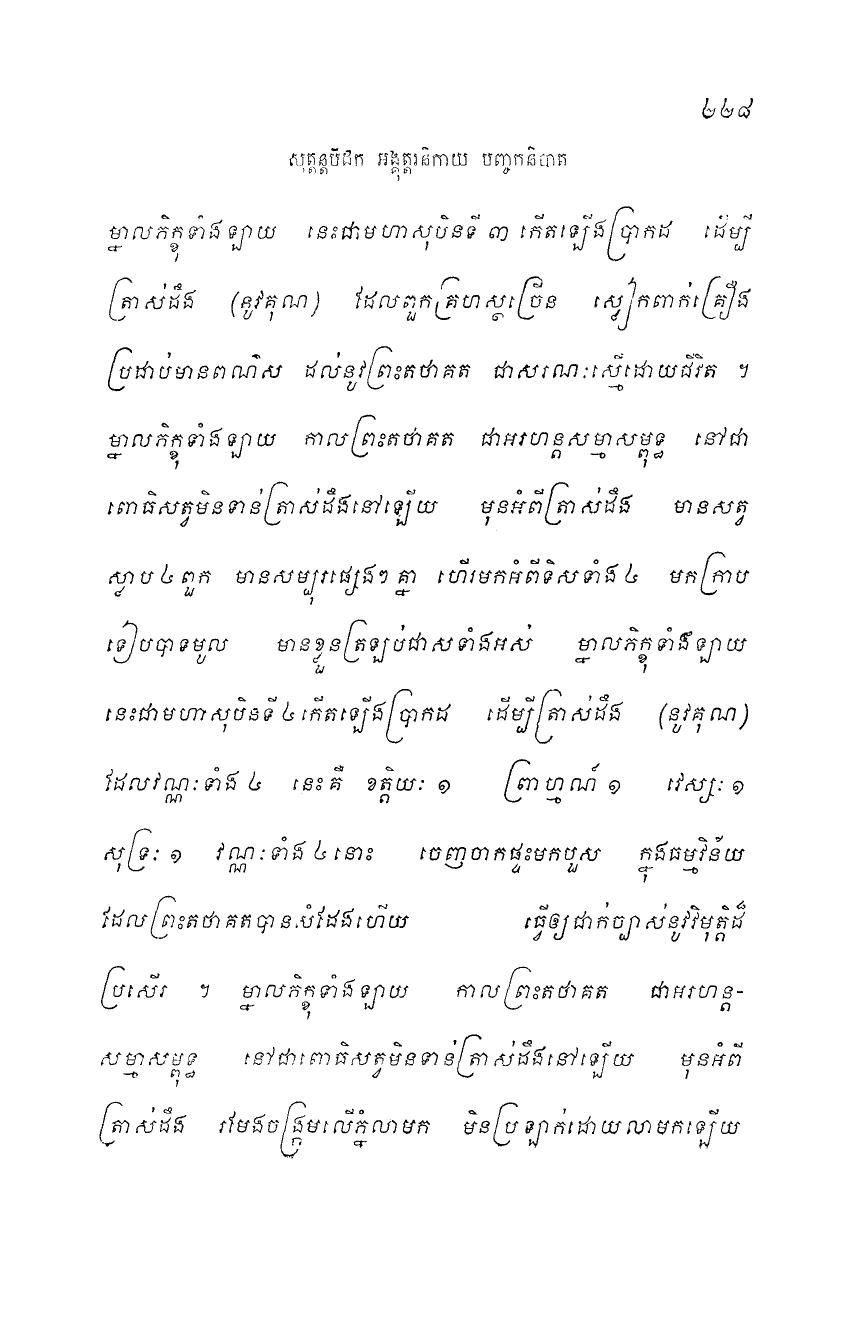 ២២៨
សុត្តន្តបិដក អង្គុត្តរនិកាយ បញ្ចកនិបាត
ម្នាលភិក្ខុទាំងឡាយ នេះជាមហាសុបិនទី ៣ កើតឡើងប្រាកដ ដើម្បី
ត្រាស់ដឹង (នូវគុណ) ដែលពួកគ្រហស្ថច្រើន ស្លៀកពាក់គ្រឿង
ប្រដាប់មានពណ៌ស ដល់នូវព្រះតថាគត ជាសរណៈស្មើដោយជីវិត ។
ម្នាលភិក្ខុទាំងឡាយ កាលព្រះតថាគត ជាអរហន្តសម្មាសម្ពុទ្ធ នៅជា
ពោធិសត្វមិនទាន់ត្រាស់ដឹងនៅឡើយ មុនអំពីត្រាស់ដឹង មានសត្វ
ស្លាប ៤ ពួក មានសម្បុរផ្សេងៗ គ្នា ហើរមកអំពីទិសទាំង ៤ មកក្រាប
ទៀបបាទមូល មានខ្លួនត្រឡប់ជាសទាំងអស់ ម្នាលភិក្ខុទាំងឡាយ
នេះជាមហាសុបិនទី ៤ កើតឡើងប្រាកដ ដើម្បីត្រាស់ដឹង (នូវគុណ)
ដែលវណ្ណៈទាំង ៤ នេះគឺ ខត្តិយៈ ១ ព្រាហ្មណ៍ ១ វេស្សៈ ១
សុទ្រៈ ១ វណ្ណៈទាំង ៤ នោះ ចេញចាកផ្ទះមកបួស ក្នុងធម្មវិន័យ
ដែលព្រះតថាគតបានសំដែងហើយ ធ្វើឲ្យជាក់ច្បាស់នូវវិមុត្តិដ៏
ប្រសើរ ។ ម្នាលភិក្ខុទាំងឡាយ កាលព្រះតថាគត ជាអរហន្ត-
សម្មាសម្ពុទ្ធ នៅជាពោធិសត្វមិនទាន់ត្រាស់ដឹងនៅឡើយ មុនអំពី
ត្រាស់ដឹង រមែងចង្ក្រមលើភ្នំលាមក មិនប្រឡាក់ដោយលាមកឡើយ